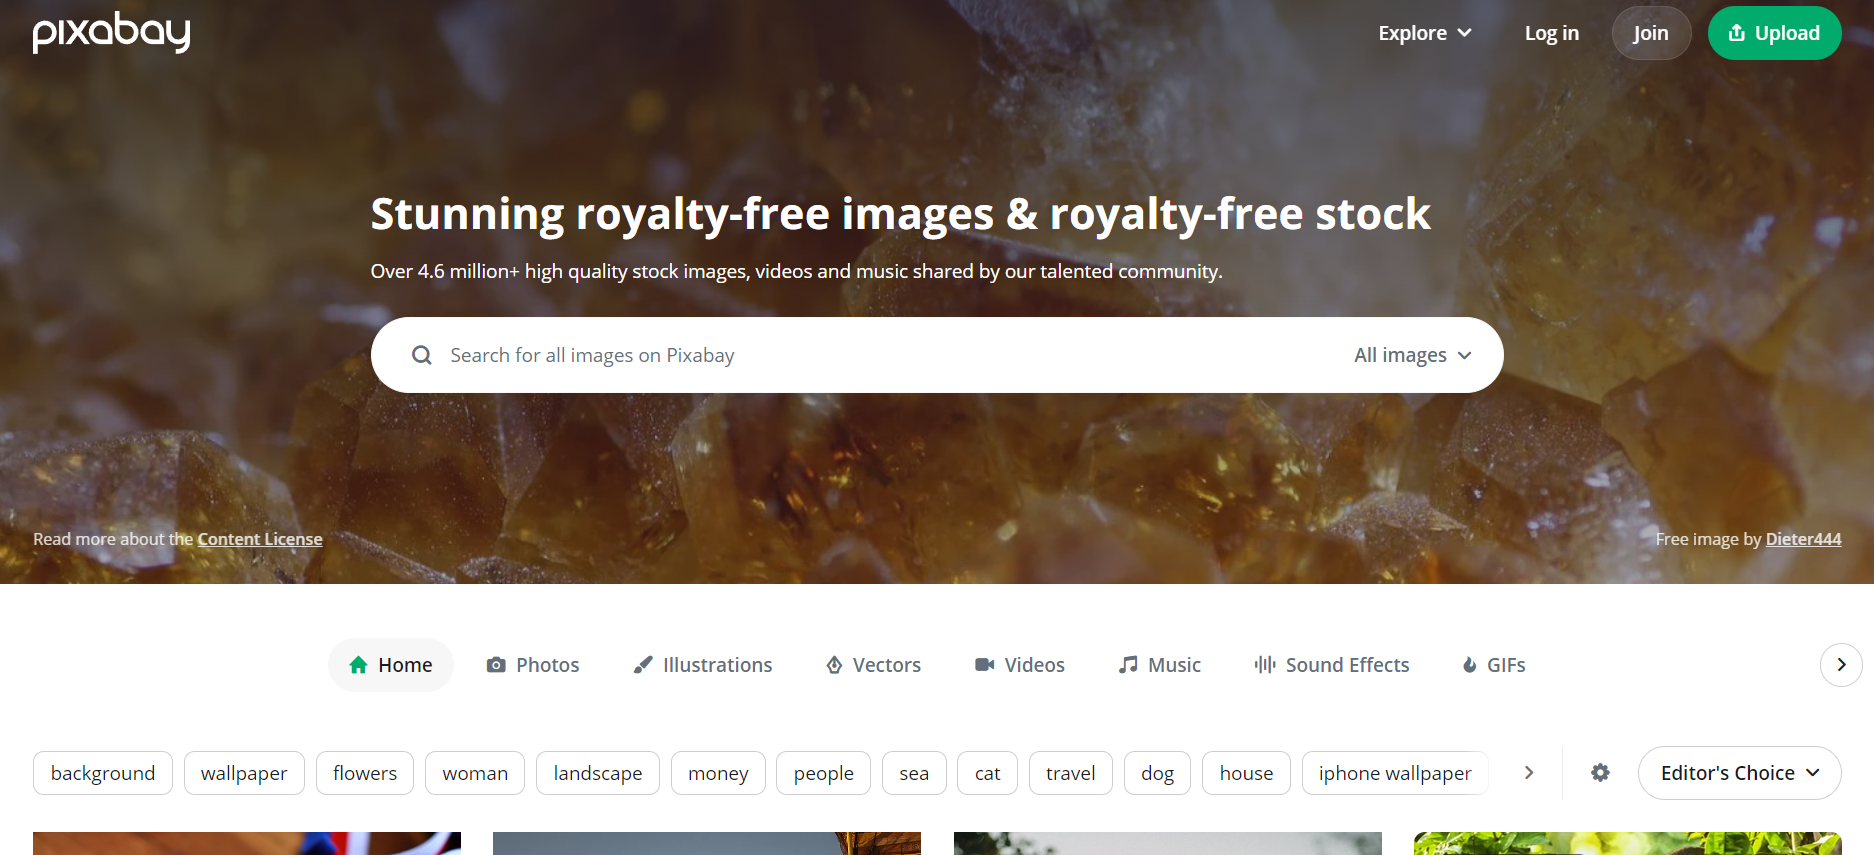 pixabay
Explore Log in Join Upload
Stunning royalty-free images & royalty-free stock
Over 4.6 million+ high quality stock images, videos and music shared by our talented community.
Search for all images on Pixabay All images
Read more about the Content License Free image by Dieter444
Home Photos Illustrations Vectors Videos Music Sound Effects GIFs
background wallpaper flowers woman landscape money people sea cat travel dog house iphone wallpaper Editor's Choice